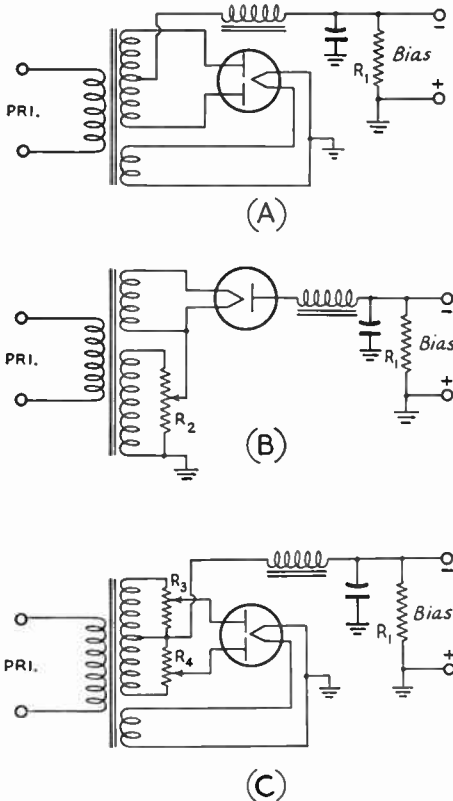 −
PRI.
R1
Bias
+
(A)
PRI.
−
R1
Bias
R2
+
(B)
−
R3
R4
PRI.
R1
Bias
+
(C)